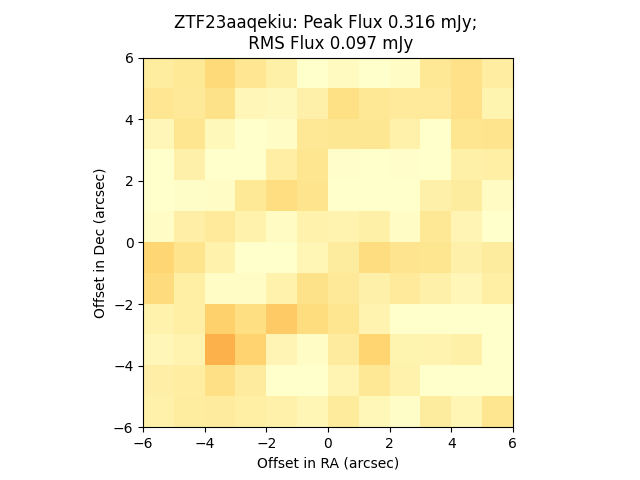 ZTF23aaqekiu: Peak Flux 0.316 mJy;
RMS Flux 0.097 mJy
6
4
2
0
−2
−4
−6
Offset in Dec (arcsec)
−6 −4 −2 0 2 4 6
Offset in RA (arcsec)